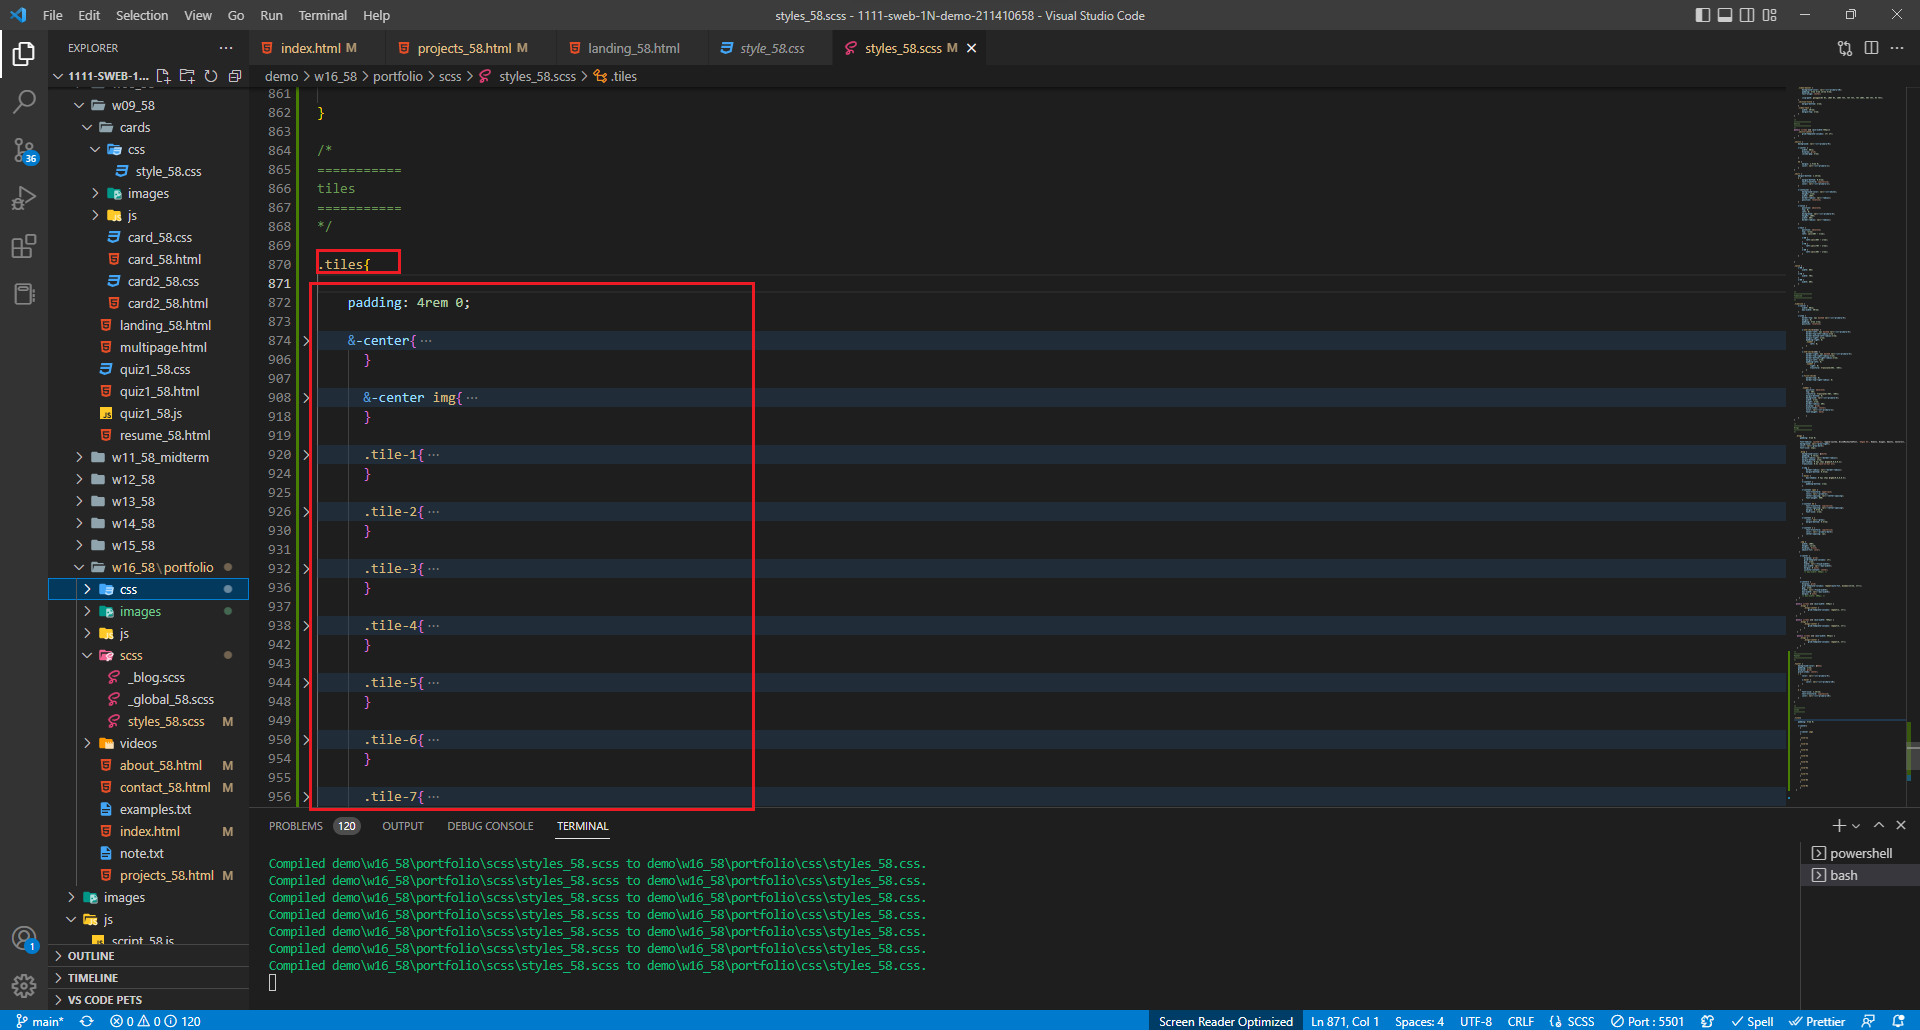 File Edit Selection View Go Run Terminal Help
styles_58.scss - 1111-sweb-1N-demo-211410658 - Visual Studio Code
EXPLORER
1111-SWEB-1...
w09_58
cards
css
style_58.css
images
js
card_58.css
card_58.html
card2_58.css
card2_58.html
landing_58.html
multipage.html
quiz1_58.css
quiz1_58.html
quiz1_58.js
resume_58.html
w11_58_midterm
w12_58
w13_58
w14_58
w15_58
w16_58\portfolio
css
images
js
scss
_blog.scss
_global_58.scss
styles_58.scss M
videos
about_58.html M
contact_58.html M
examples.txt
index.html M
note.txt
projects_58.html M
images
js
script_58.js
OUTLINE
TIMELINE
VS CODE PETS
36
1
index.html M projects_58.html M landing_58.html style_58.css styles_58.scss M
demo > w16_58 > portfolio > scss > styles_58.scss > .tiles
861
862 }
863
864 /*
865 ===========
866 tiles
867 ===========
868 */
869
870 .tiles{
871
872 padding: 4rem 0;
873
874 &-center{ ...
906 }
907
908 &-center img{ ...
918 }
919
920 .tile-1{ ...
924 }
925
926 .tile-2{ ...
930 }
931
932 .tile-3{ ...
936 }
937
938 .tile-4{ ...
942 }
943
944 .tile-5{ ...
948 }
949
950 .tile-6{ ...
954 }
955
956 .tile-7{ ...
PROBLEMS 120 OUTPUT DEBUG CONSOLE TERMINAL
Compiled demo\w16_58\portfolio\scss\styles_58.scss to demo\w16_58\portfolio\css\styles_58.css.
Compiled demo\w16_58\portfolio\scss\styles_58.scss to demo\w16_58\portfolio\css\styles_58.css.
Compiled demo\w16_58\portfolio\scss\styles_58.scss to demo\w16_58\portfolio\css\styles_58.css.
Compiled demo\w16_58\portfolio\scss\styles_58.scss to demo\w16_58\portfolio\css\styles_58.css.
Compiled demo\w16_58\portfolio\scss\styles_58.scss to demo\w16_58\portfolio\css\styles_58.css.
Compiled demo\w16_58\portfolio\scss\styles_58.scss to demo\w16_58\portfolio\css\styles_58.css.
Compiled demo\w16_58\portfolio\scss\styles_58.scss to demo\w16_58\portfolio\css\styles_58.css.
powershell
bash
main* 0 0 120 Screen Reader Optimized Ln 871, Col 1 Spaces: 4 UTF-8 CRLF {} SCSS Port : 5501 Spell Prettier